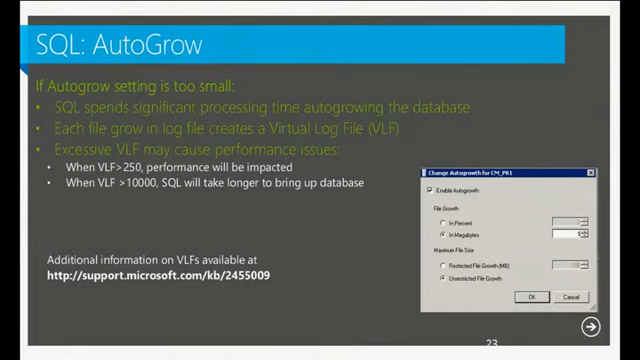 SQL: AutoGrow
If Autogrow setting is too small:
• SQL spends significant processing time autogrowing the database
• Each file grow in log file creates a Virtual Log File (VLF)
• Excessive VLF may cause performance issues:
• When VLF>250, performance will be impacted
• When VLF >10000, SQL will take longer to bring up database
Change Autogrowth for CM_PR1
Enable Autogrowth
File Growth
In Percent
In Megabytes
1
Maximum File Size
Restricted File Growth (MB)
Unrestricted File Growth
OK
Cancel
Additional information on VLFs available at
http://support.microsoft.com/kb/2455009
23